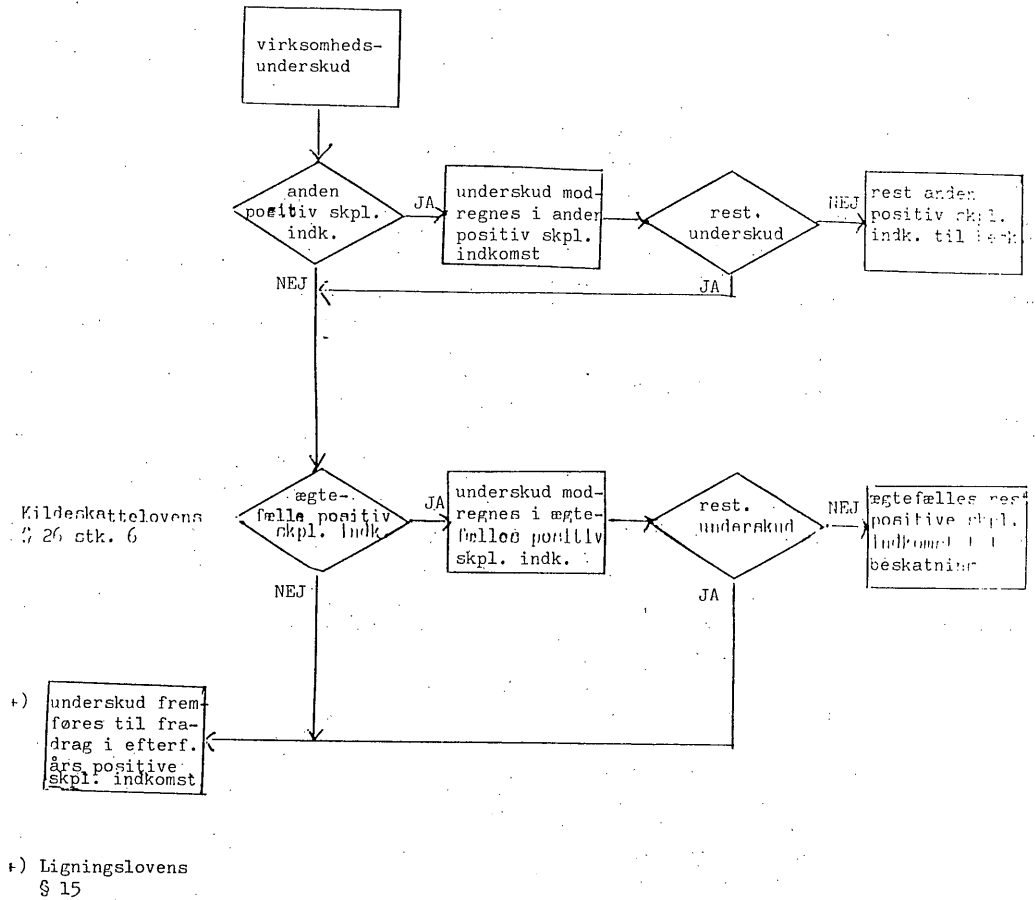 virksomheds-
underskud
anden
positiv skpl.
indk.
JA
underskud mod-
regnes i anden
positiv skpl.
indkomst
rest.
underskud
NEJ
rest anden
positiv skpl.
indk. til
NEJ
JA
Kildeskattelovens
§ 26 stk. 6
ægte-
fælle positiv
skpl. indk.
JA
underskud mod-
regnes i ægte-
fælles positiv
skpl. indk.
rest.
underskud
NEJ
ægtefælles rest
positive skpl.
indkomst til
beskatning
NEJ
JA
+) underskud frem-
føres til fra-
drag i efterf.
års positive
skpl. indkomst
+) Ligningslovens
§ 15